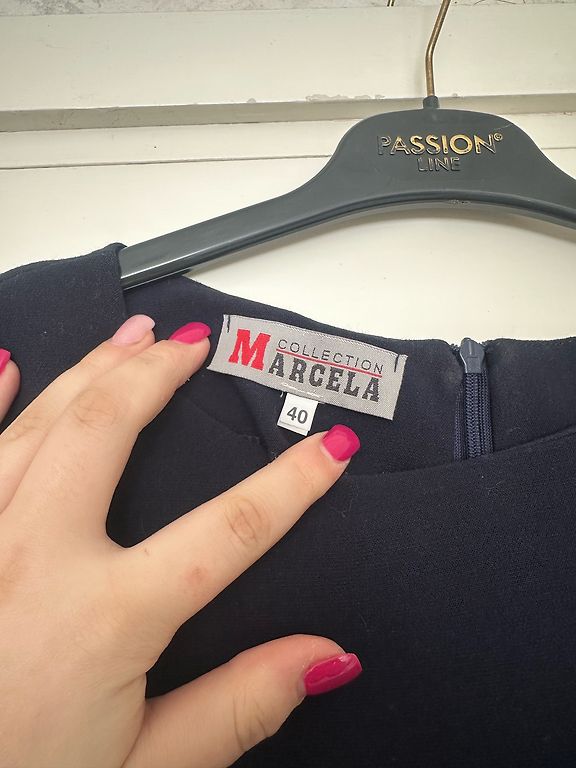 PASSION®
LINE
COLLECTION
MARCELA
40